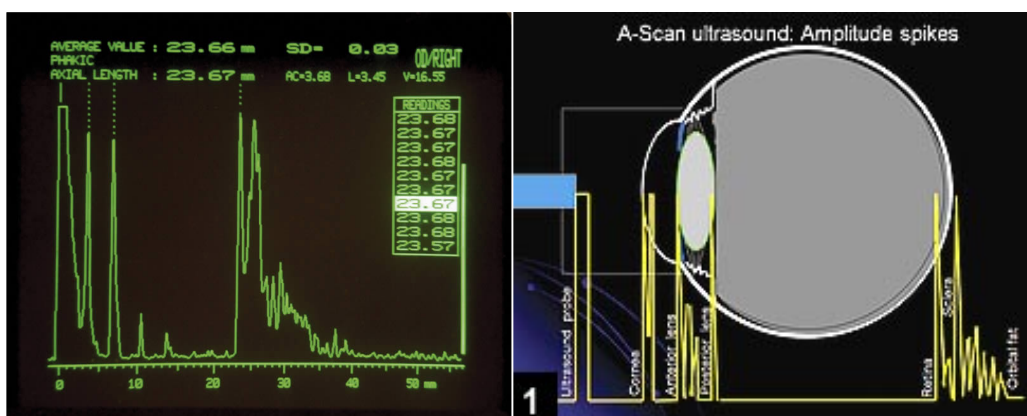 AVERAGE VALUE : 23.66 mm SD= 0.03
PHAKIC
OD/RIGHT
AXIAL LENGTH : 23.67 mm AC=3.68 L=3.45 V=16.55
READINGS
23.68
23.67
23.67
23.68
23.67
23.67
23.67
23.68
23.68
23.57
0 10 20 30 40 50 mm
A-Scan ultrasound: Amplitude spikes
Ultrasound probe
Cornea
Anterior lens
Posterior lens
Retina
Sclera
Orbital fat
1